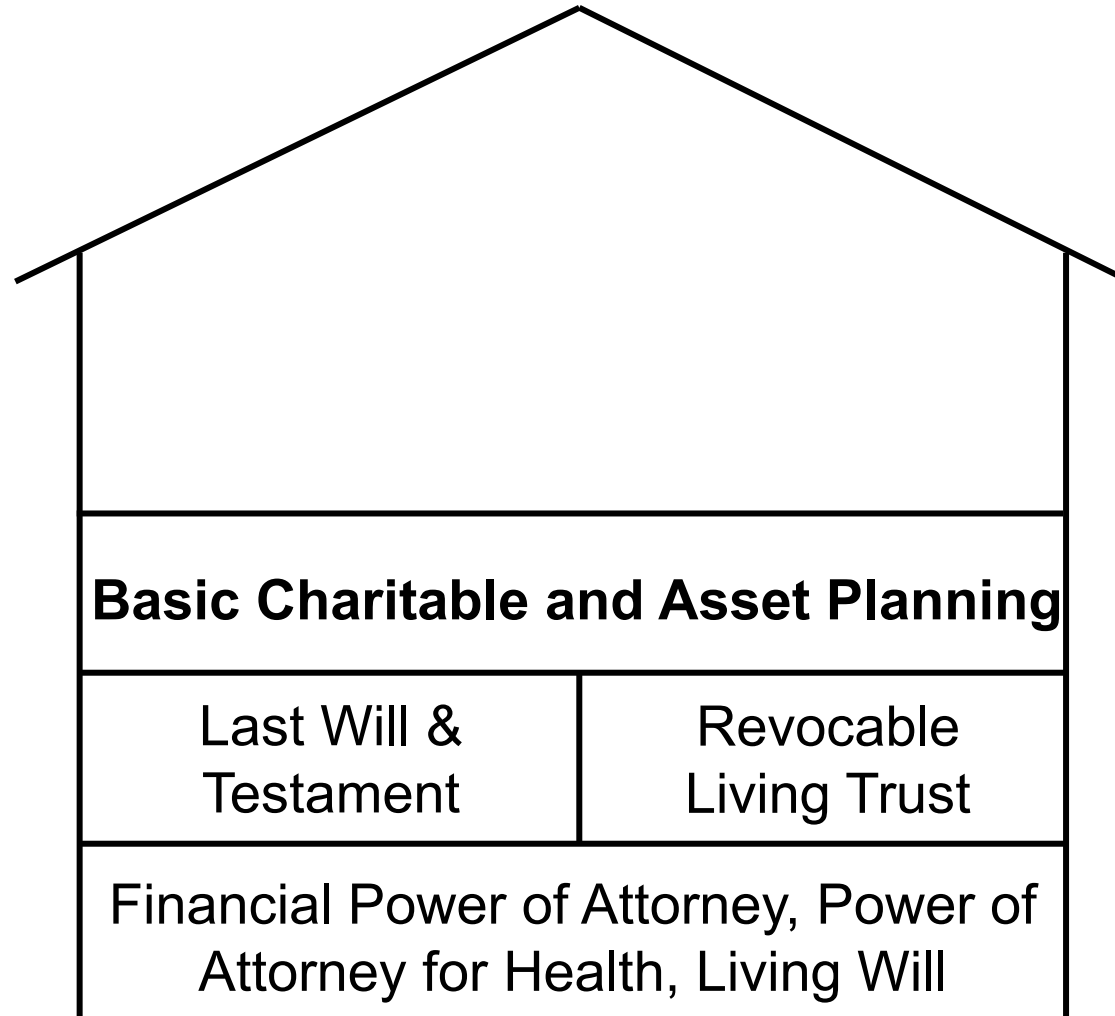 Basic Charitable and Asset Planning
Last Will &
Testament
Revocable
Living Trust
Financial Power of Attorney, Power of
Attorney for Health, Living Will